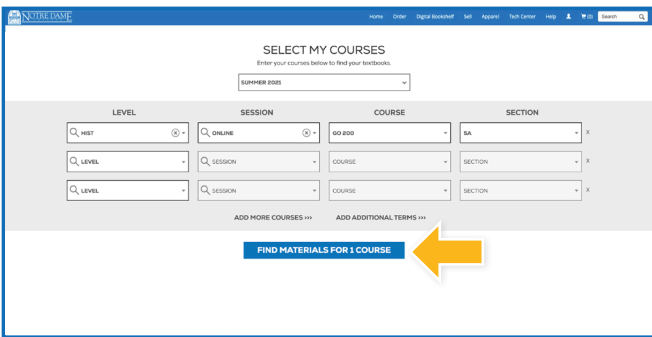 NOTRE DAME
Home Order Digital Bookshelf Sell Apparel Tech Center Help (0) Search
SELECT MY COURSES
Enter your courses below to find your textbooks.
SUMMER 2021
LEVEL SESSION COURSE SECTION
HIST ONLINE GO 200 SA X
LEVEL SESSION COURSE SECTION X
LEVEL SESSION COURSE SECTION X
ADD MORE COURSES ››› ADD ADDITIONAL TERMS ›››
FIND MATERIALS FOR 1 COURSE